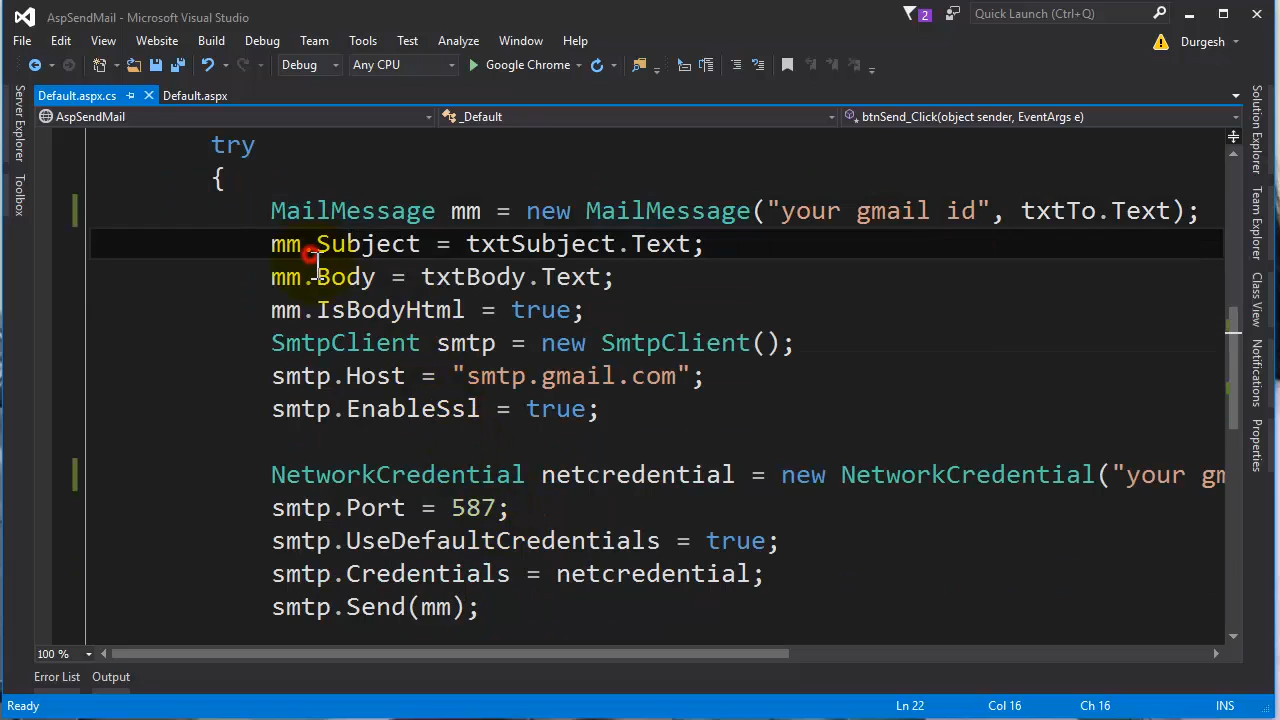 AspSendMail - Microsoft Visual Studio
2
Quick Launch (Ctrl+Q)
File Edit View Website Build Debug Team Tools Test Analyze Window Help
Durgesh
Debug Any CPU Google Chrome
Default.aspx.cs Default.aspx
AspSendMail _Default btnSend_Click(object sender, EventArgs e)
Server Explorer
Toolbox
try
{
MailMessage mm = new MailMessage("your gmail id", txtTo.Text);
mm.Subject = txtSubject.Text;
mm.Body = txtBody.Text;
mm.IsBodyHtml = true;
SmtpClient smtp = new SmtpClient();
smtp.Host = "smtp.gmail.com";
smtp.EnableSsl = true;
NetworkCredential netcredential = new NetworkCredential("your gm
smtp.Port = 587;
smtp.UseDefaultCredentials = true;
smtp.Credentials = netcredential;
smtp.Send(mm);
Solution Explorer
Team Explorer
Class View
Notifications
Properties
100 %
Error List Output
Ready Ln 22 Col 16 Ch 16 INS